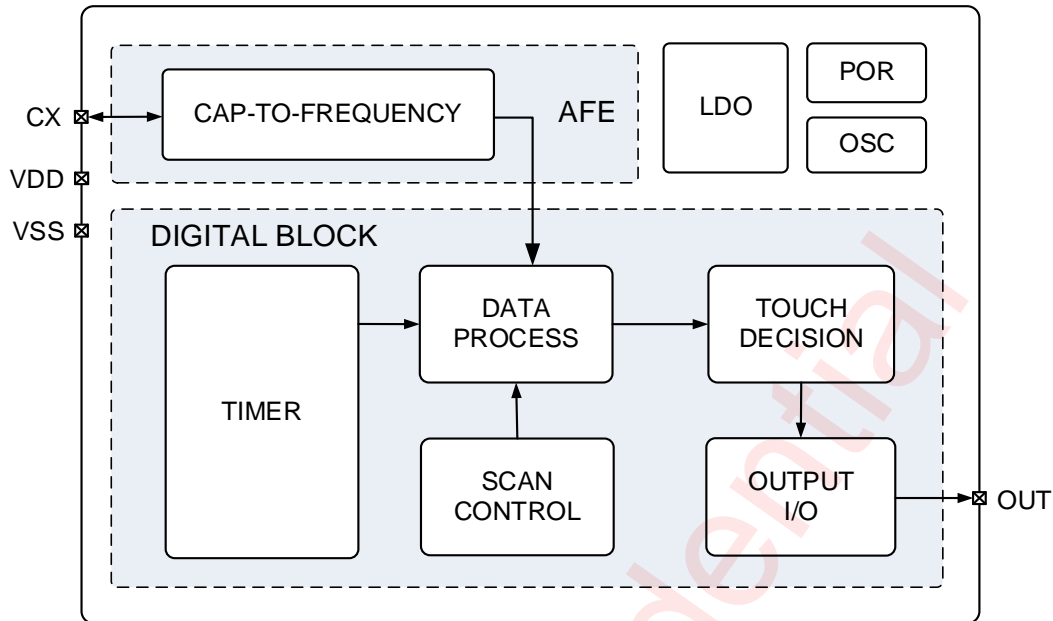 CX
VDD
VSS
CAP-TO-FREQUENCY
AFE
LDO
POR
OSC
DIGITAL BLOCK
TIMER
DATA
PROCESS
TOUCH
DECISION
SCAN
CONTROL
OUTPUT
I/O
OUT
dential